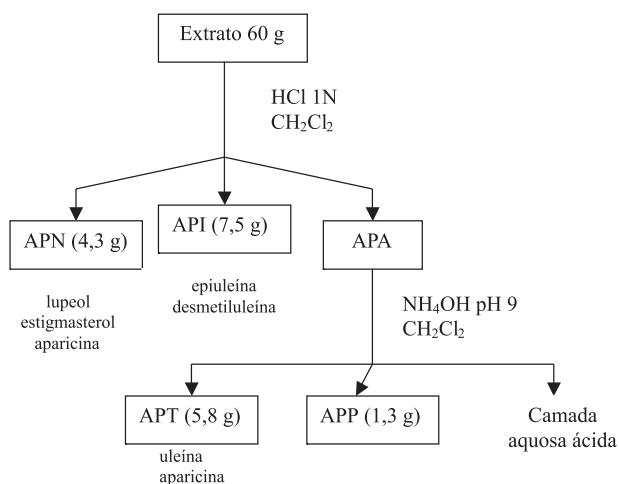 Extrato 60 g
HCl 1N
CH₂Cl₂
APN (4,3 g)
API (7,5 g)
APA
lupeol
estigmasterol
aparicina
epiuleína
desmetiluleína
NH₄OH pH 9
CH₂Cl₂
APT (5,8 g)
APP (1,3 g)
Camada
aquosa ácida
uleína
aparicina